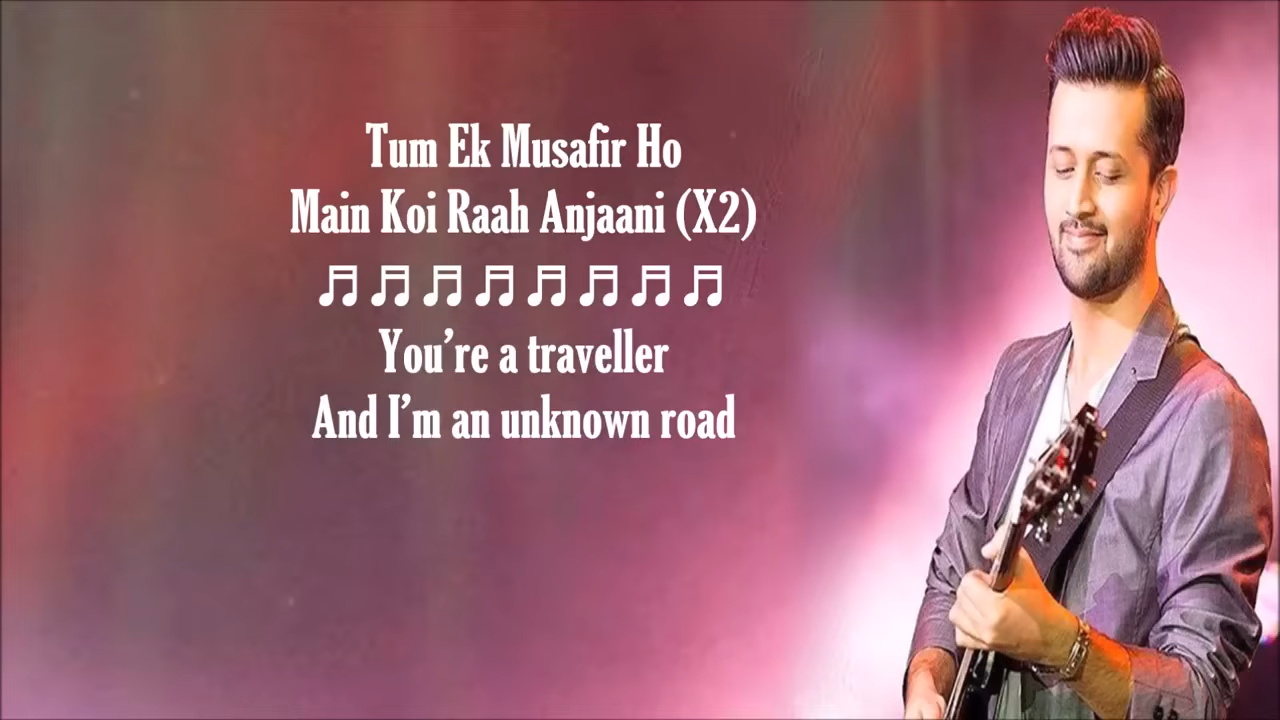 Tum Ek Musafir Ho
Main Koi Raah Anjaani (X2)
♬ ♬ ♬ ♬ ♬ ♬ ♬ ♬
You’re a traveller
And I’m an unknown road